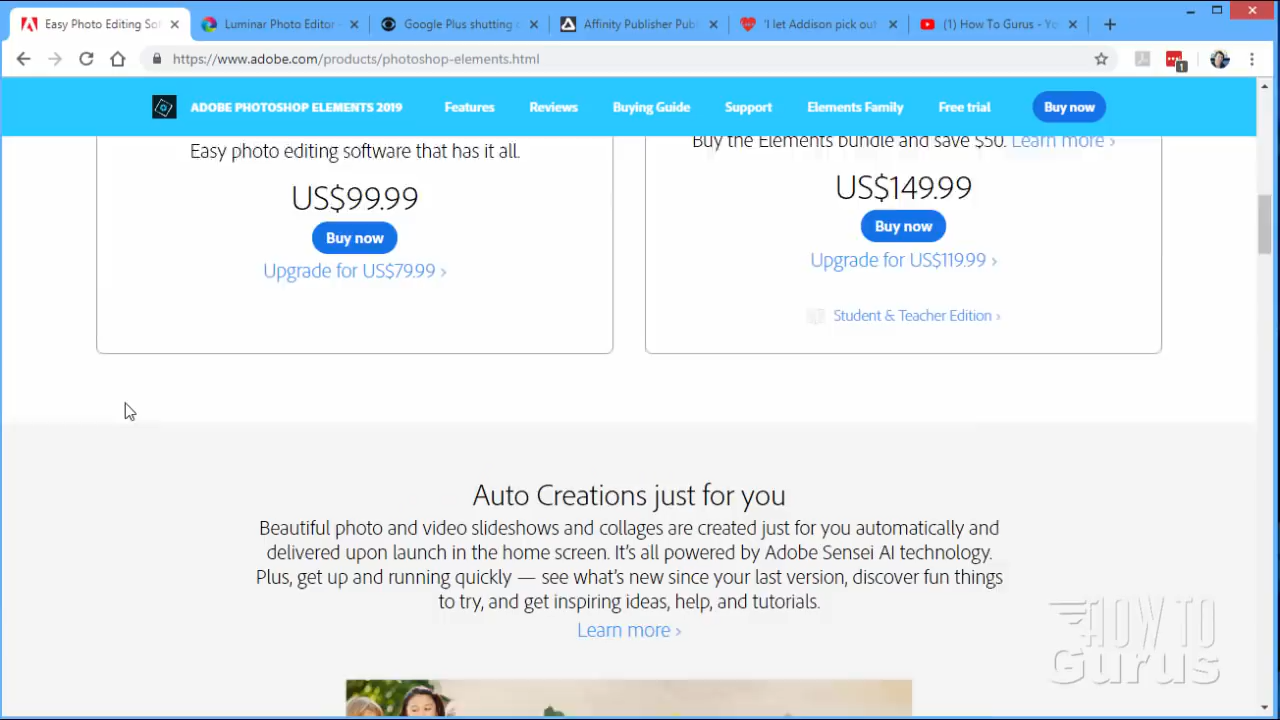 Easy Photo Editing Sof
Luminar Photo Editor -
Google Plus shutting
Affinity Publisher Publ
'I let Addison pick out
(1) How To Gurus - Yo
https://www.adobe.com/products/photoshop-elements.html
1
ADOBE PHOTOSHOP ELEMENTS 2019
Features
Reviews
Buying Guide
Support
Elements Family
Free trial
Buy now
Easy photo editing software that has it all.
US$99.99
Buy now
Upgrade for US$79.99 ›
Buy the Elements bundle and save $50. Learn more ›
US$149.99
Buy now
Upgrade for US$119.99 ›
Student & Teacher Edition ›
Auto Creations just for you
Beautiful photo and video slideshows and collages are created just for you automatically and
delivered upon launch in the home screen. It's all powered by Adobe Sensei AI technology.
Plus, get up and running quickly — see what's new since your last version, discover fun things
to try, and get inspiring ideas, help, and tutorials.
Learn more ›
HOW TO
Gurus